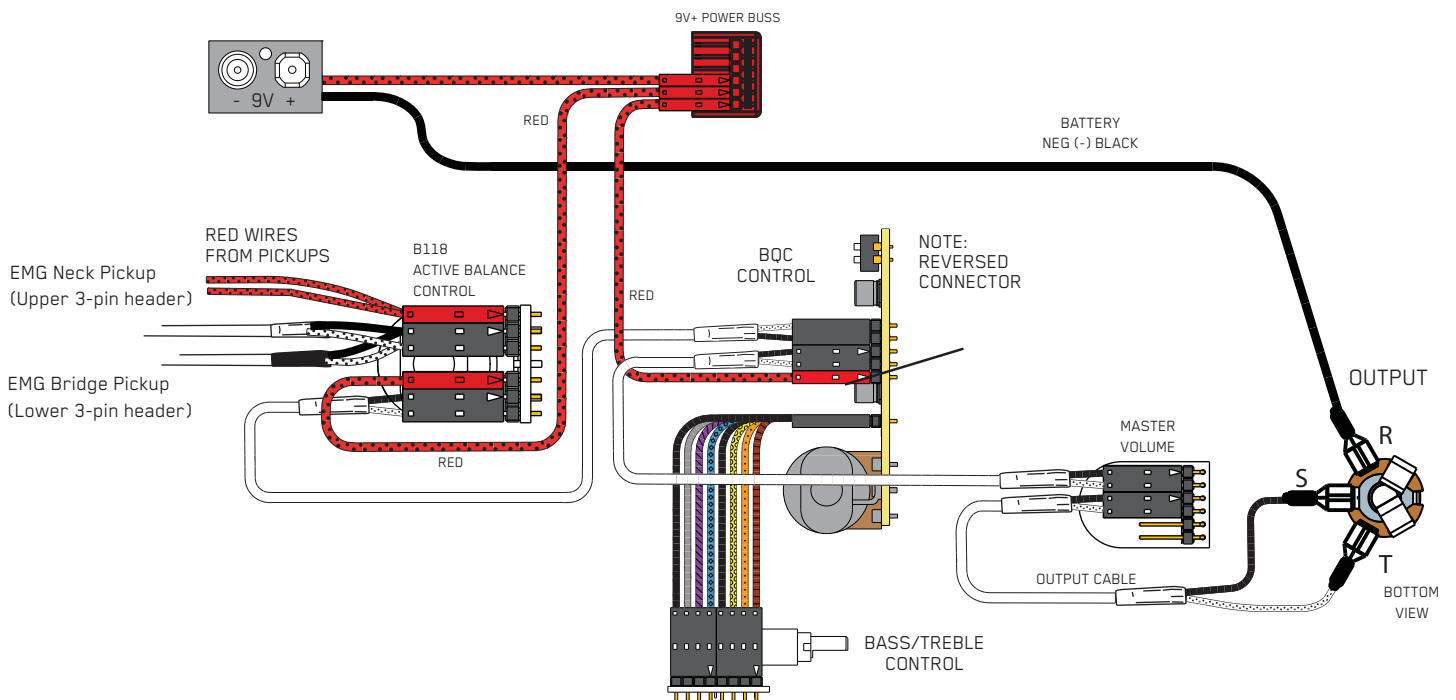 9V+ POWER BUSS
- 9V +
RED
BATTERY
NEG (-) BLACK
RED WIRES
FROM PICKUPS
B118
ACTIVE BALANCE
CONTROL
BQC
CONTROL
NOTE:
REVERSED
CONNECTOR
EMG Neck Pickup
(Upper 3-pin header)
RED
EMG Bridge Pickup
(Lower 3-pin header)
OUTPUT
R
MASTER
VOLUME
RED
S
T
OUTPUT CABLE
BOTTOM
VIEW
BASS/TREBLE
CONTROL